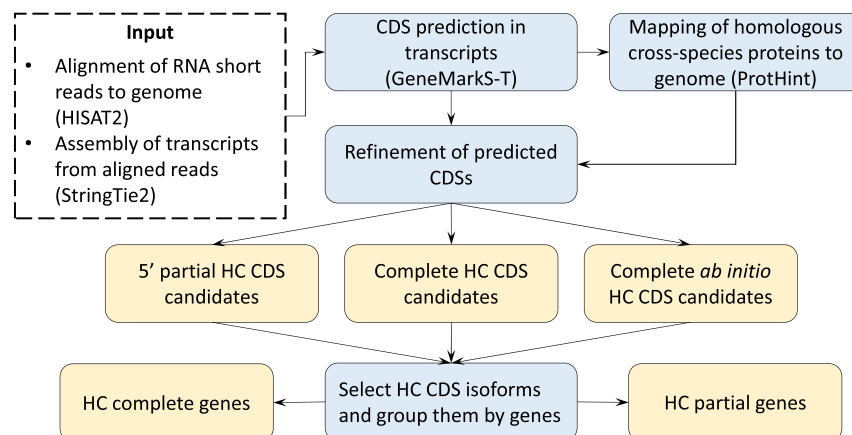 Input
• Alignment of RNA short
reads to genome
(HISAT2)
• Assembly of transcripts
from aligned reads
(StringTie2)
CDS prediction in
transcripts
(GeneMarkS-T)
Mapping of homologous
cross-species proteins to
genome (ProtHint)
Refinement of predicted
CDSs
5’ partial HC CDS
candidates
Complete HC CDS
candidates
Complete ab initio
HC CDS candidates
HC complete genes
Select HC CDS isoforms
and group them by genes
HC partial genes